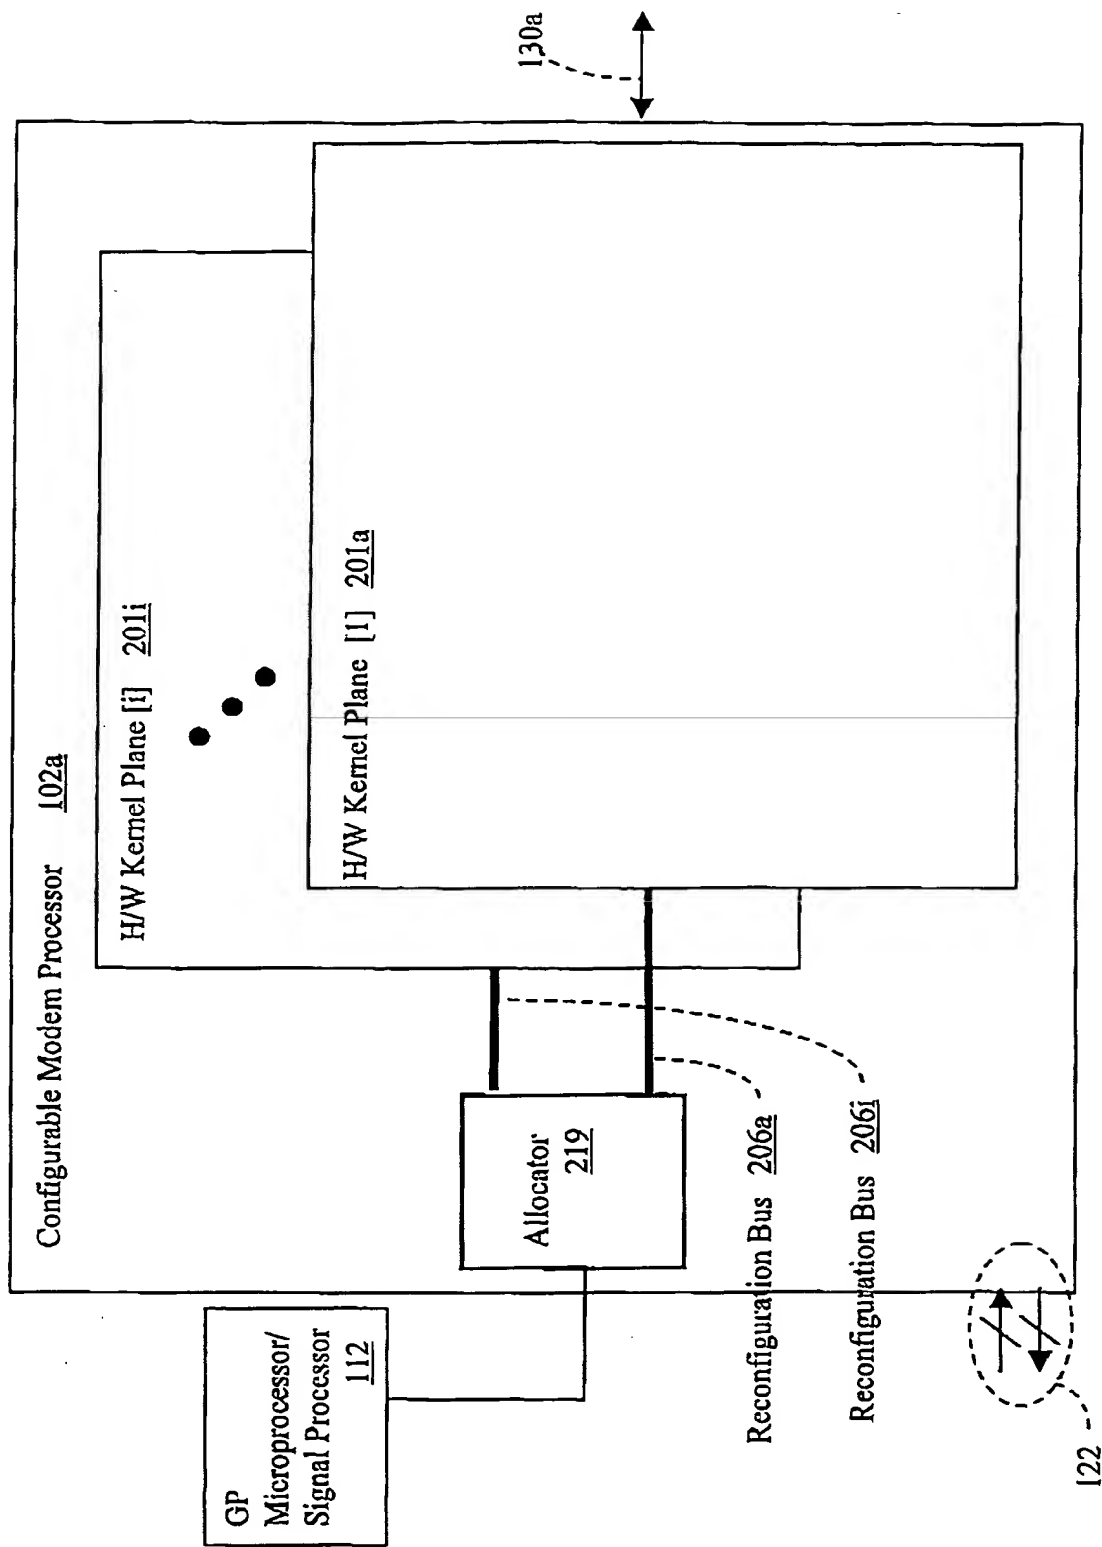 Configurable Modem Processor 102a
H/W Kernel Plane [i] 201i
H/W Kernel Plane [1] 201a
130a
GP
Microprocessor/
Signal Processor
112
Allocator
219
Reconfiguration Bus 206a
Reconfiguration Bus 206i
122